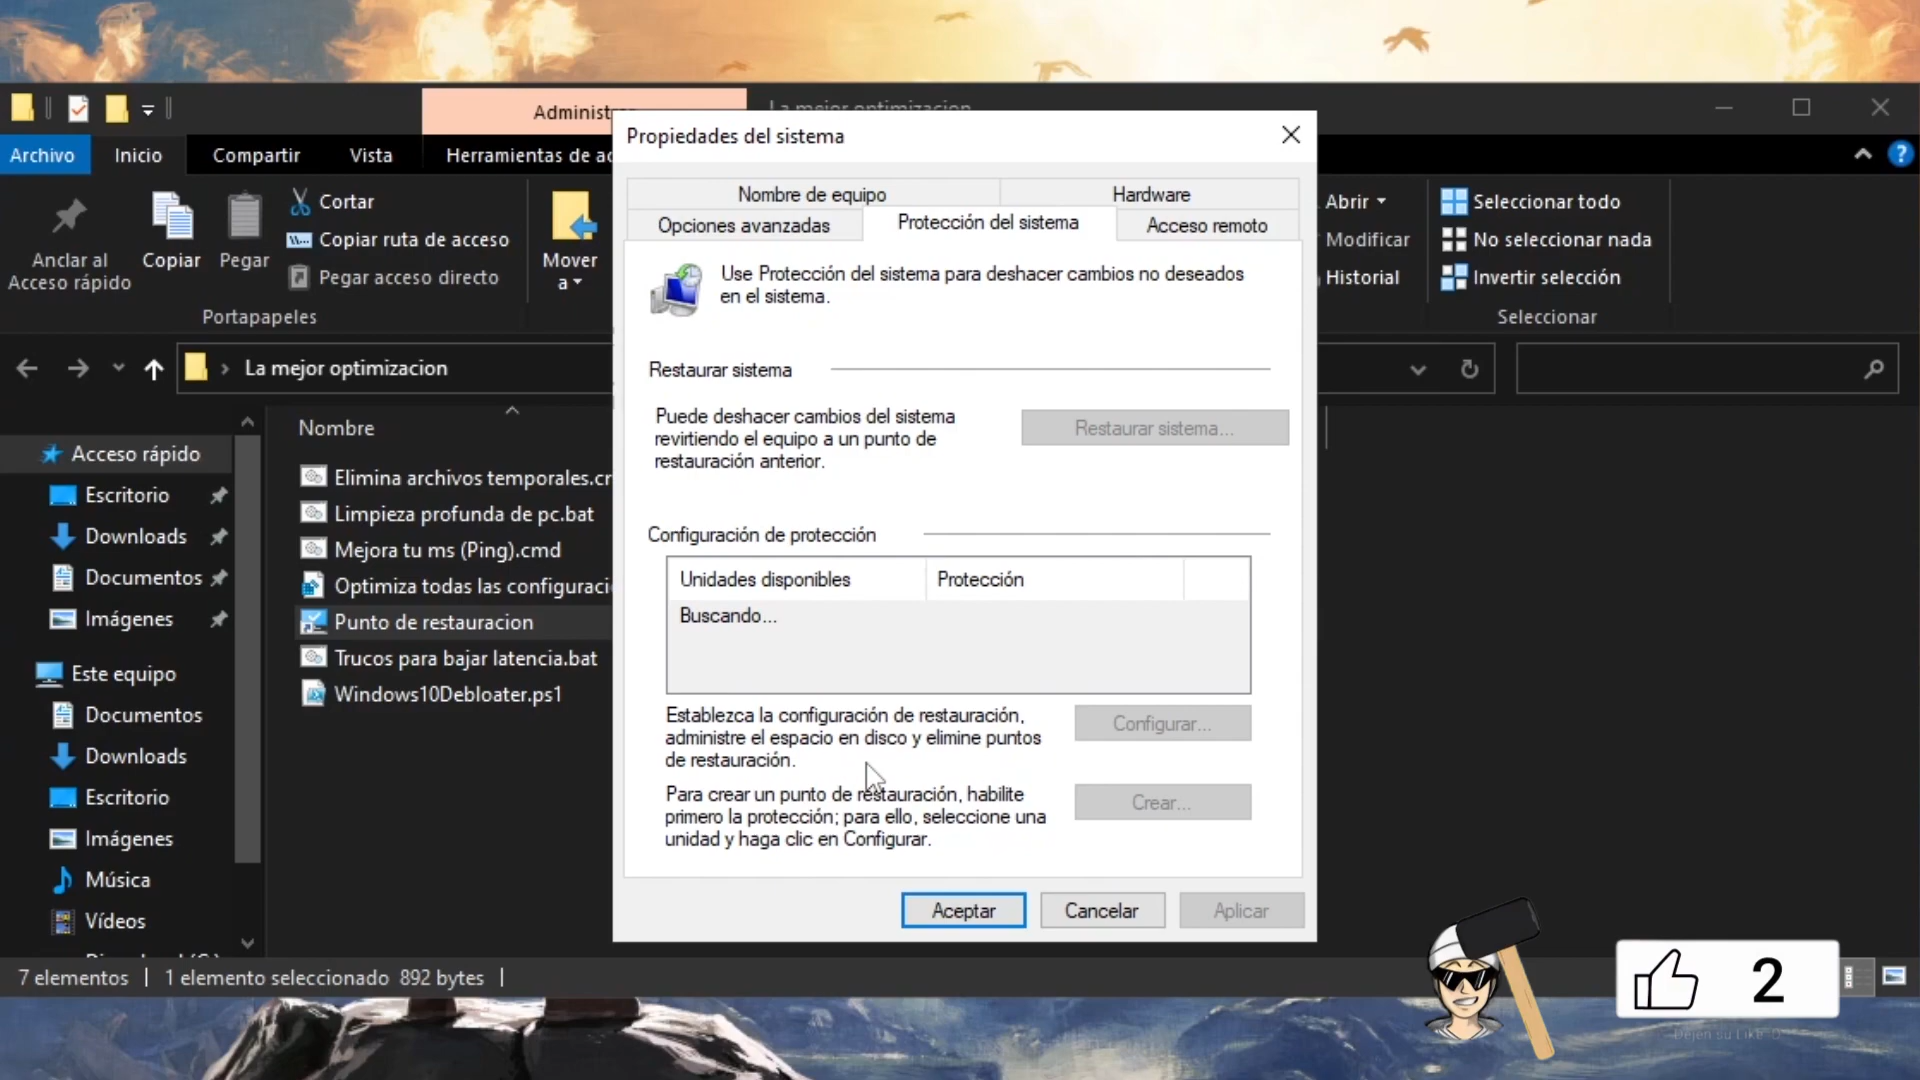 Administr
La mejor optimizacion
Archivo
Inicio
Compartir
Vista
Herramientas de ac
Anclar al
Acceso rápido
Copiar
Pegar
Cortar
Copiar ruta de acceso
Pegar acceso directo
Portapapeles
Mover
a
Abrir
Modificar
Historial
Seleccionar todo
No seleccionar nada
Invertir selección
Seleccionar
La mejor optimizacion
Acceso rápido
Escritorio
Downloads
Documentos
Imágenes
Este equipo
Documentos
Downloads
Escritorio
Imágenes
Música
Vídeos
Nombre
Elimina archivos temporales.cr
Limpieza profunda de pc.bat
Mejora tu ms (Ping).cmd
Optimiza todas las configuraci
Punto de restauracion
Trucos para bajar latencia.bat
Windows10Debloater.ps1
7 elementos
1 elemento seleccionado 892 bytes
Propiedades del sistema
Nombre de equipo
Hardware
Opciones avanzadas
Protección del sistema
Acceso remoto
Use Protección del sistema para deshacer cambios no deseados
en el sistema.
Restaurar sistema
Puede deshacer cambios del sistema
revirtiendo el equipo a un punto de
restauración anterior.
Restaurar sistema...
Configuración de protección
Unidades disponibles
Protección
Buscando...
Establezca la configuración de restauración,
administre el espacio en disco y elimine puntos
de restauración.
Configurar...
Para crear un punto de restauración, habilite
primero la protección; para ello, seleccione una
unidad y haga clic en Configurar.
Crear...
Aceptar
Cancelar
Aplicar
2
Dejen su Like :D